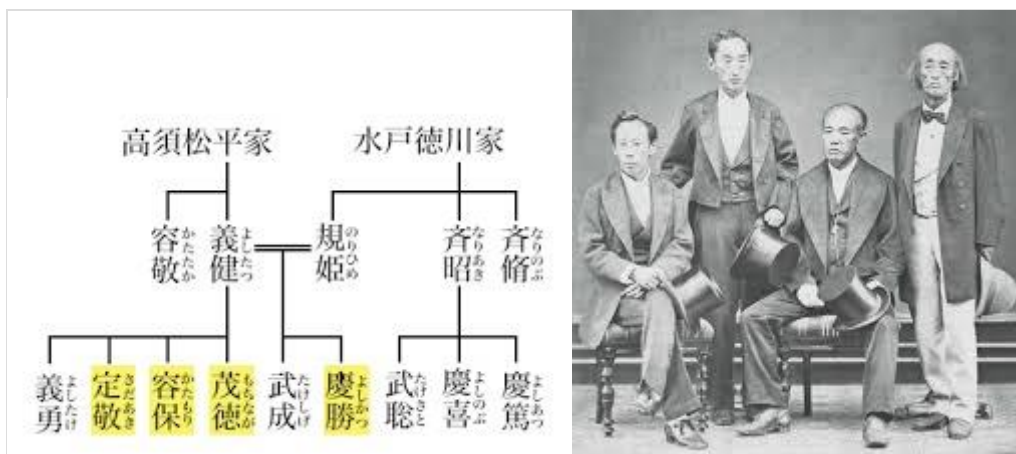 高須松平家
水戸徳川家
容敬
かたたか
義健
よしたつ
規姫
のりひめ
斉昭
なりあき
斉脩
なりのぶ
義勇
よしたけ
定敬
さだあき
容保
かたもり
茂徳
もちなが
武成
たけしげ
慶勝
よしかつ
武聡
たけさと
慶喜
よしのぶ
慶篤
よしあつ